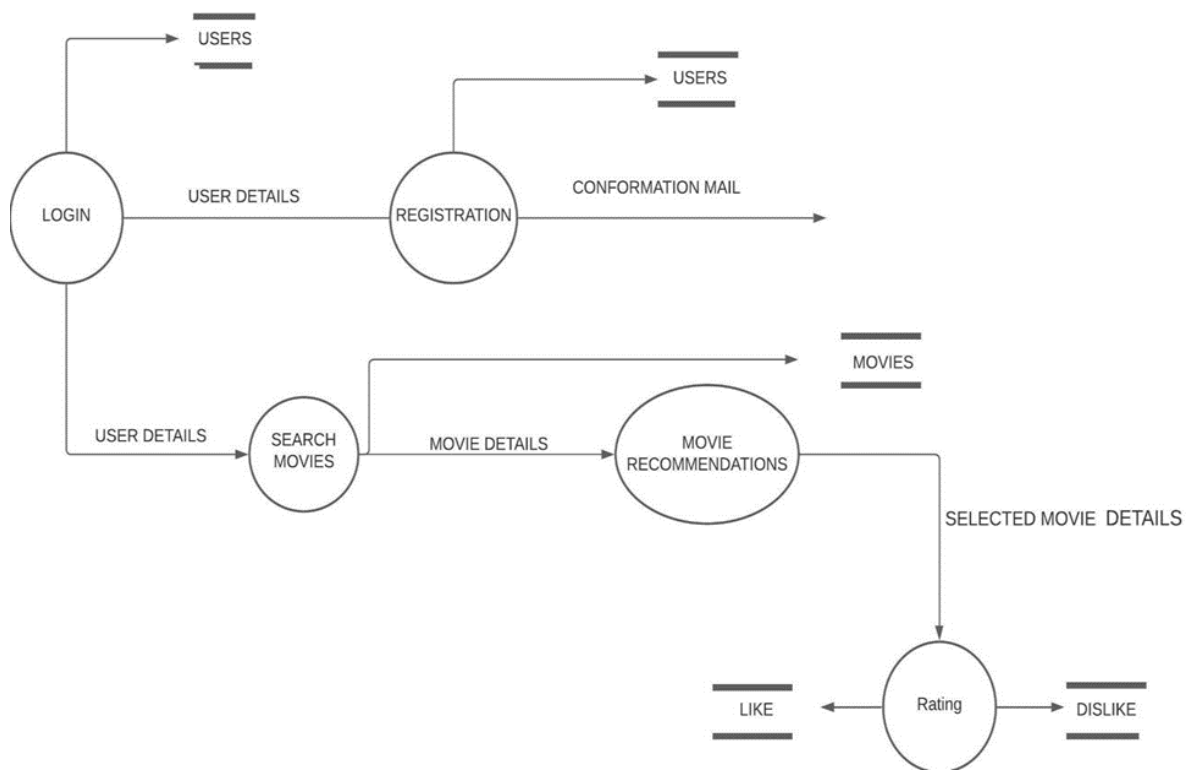 USERS
USERS
USER DETAILS
CONFORMATION MAIL
LOGIN
REGISTRATION
MOVIES
USER DETAILS
SEARCH
MOVIES
MOVIE DETAILS
MOVIE
RECOMMENDATIONS
SELECTED MOVIE DETAILS
LIKE
Rating
DISLIKE